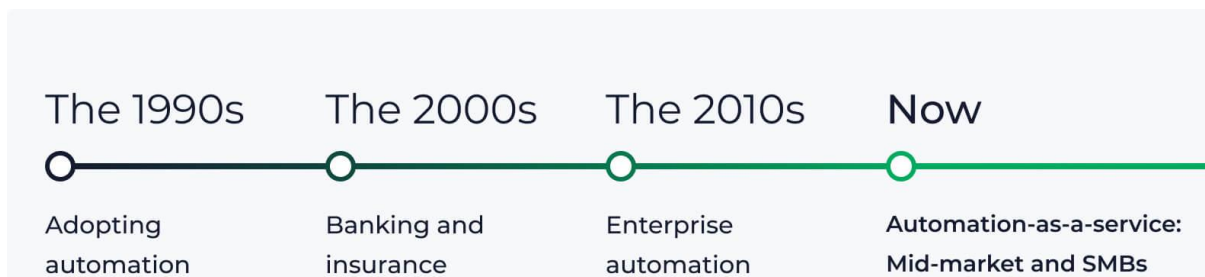 The 1990s
The 2000s
The 2010s
Now
Adopting
automation
Banking and
insurance
Enterprise
automation
Automation-as-a-service:
Mid-market and SMBs